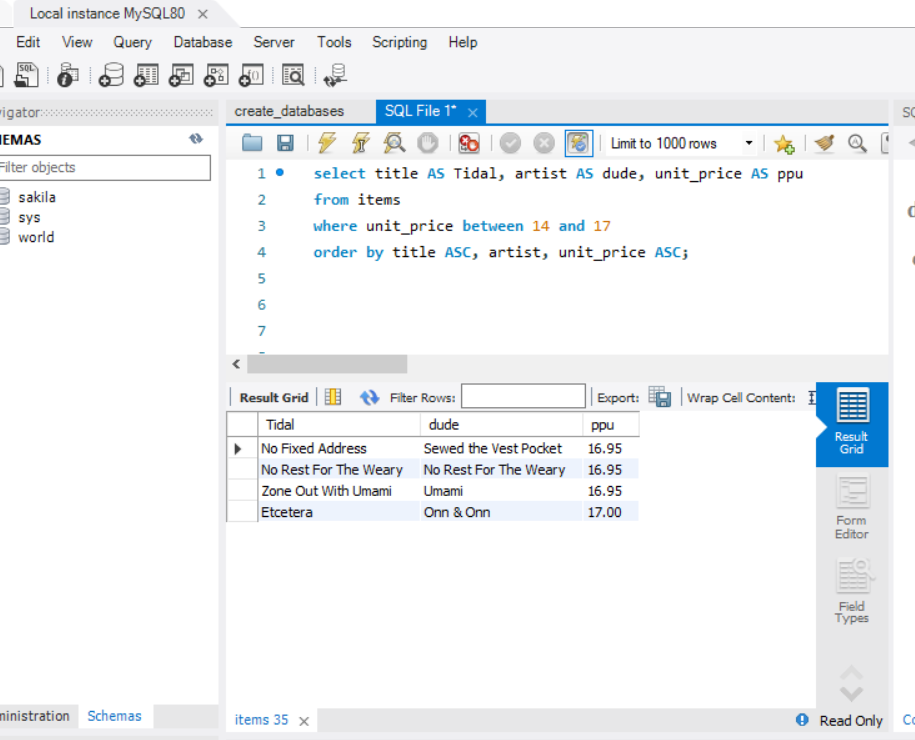 Local instance MySQL80
Edit View Query Database Server Tools Scripting Help
create_databases SQL File 1*
Filter objects
Limit to 1000 rows
sakila
sys
world
1 select title AS Tidal, artist AS dude, unit_price AS ppu
2 from items
3 where unit_price between 14 and 17
4 order by title ASC, artist, unit_price ASC;
5
6
7
Result Grid Filter Rows: Export: Wrap Cell Content:
Tidal dude ppu
No Fixed Address Sewed the Vest Pocket 16.95
No Rest For The Weary No Rest For The Weary 16.95
Zone Out With Umami Umami 16.95
Etcetera Onn & Onn 17.00
Result
Grid
Form
Editor
Field
Types
Schemas
items 35
Read Only